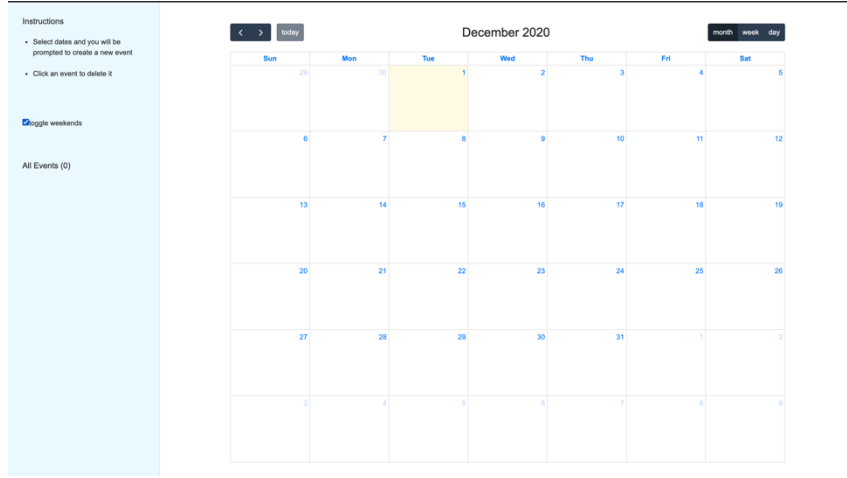 Instructions
Select dates and you will be
prompted to create a new event
Click an event to delete it
toggle weekends
All Events (0)
today
December 2020
month week day
Sun Mon Tue Wed Thu Fri Sat
29 30 1 2 3 4 5
6 7 8 9 10 11 12
13 14 15 16 17 18 19
20 21 22 23 24 25 26
27 28 29 30 31 1 2
3 4 5 6 7 8 9